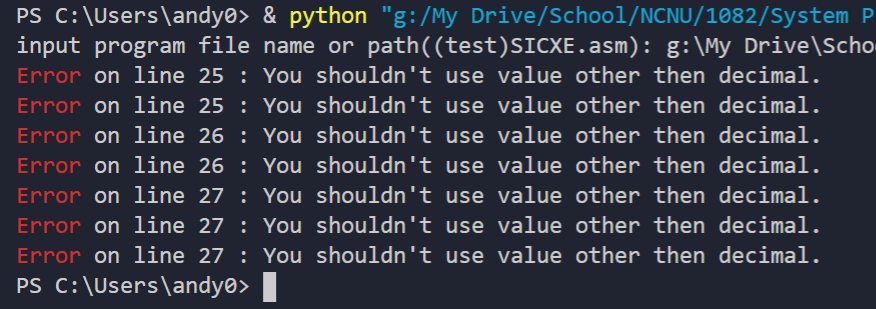 PS C:\Users\andy0> & python "g:/My Drive/School/NCNU/1082/System P
input program file name or path((test)SICXE.asm): g:\My Drive\Schoo
Error on line 25 : You shouldn't use value other then decimal.
Error on line 25 : You shouldn't use value other then decimal.
Error on line 26 : You shouldn't use value other then decimal.
Error on line 26 : You shouldn't use value other then decimal.
Error on line 27 : You shouldn't use value other then decimal.
Error on line 27 : You shouldn't use value other then decimal.
Error on line 27 : You shouldn't use value other then decimal.
PS C:\Users\andy0>